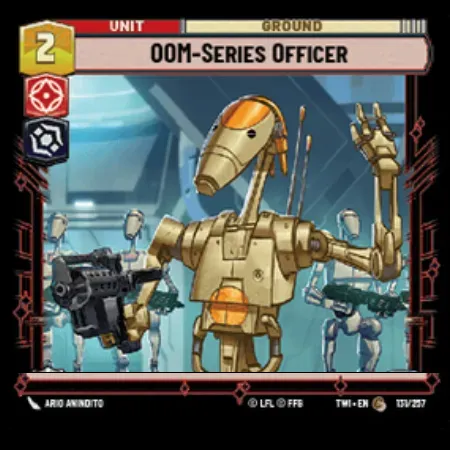 UNIT GROUND
2
OOM-SERIES OFFICER
ARIO ANINDITO Ⓒ LFL Ⓒ FFG TWI • EN 131/257